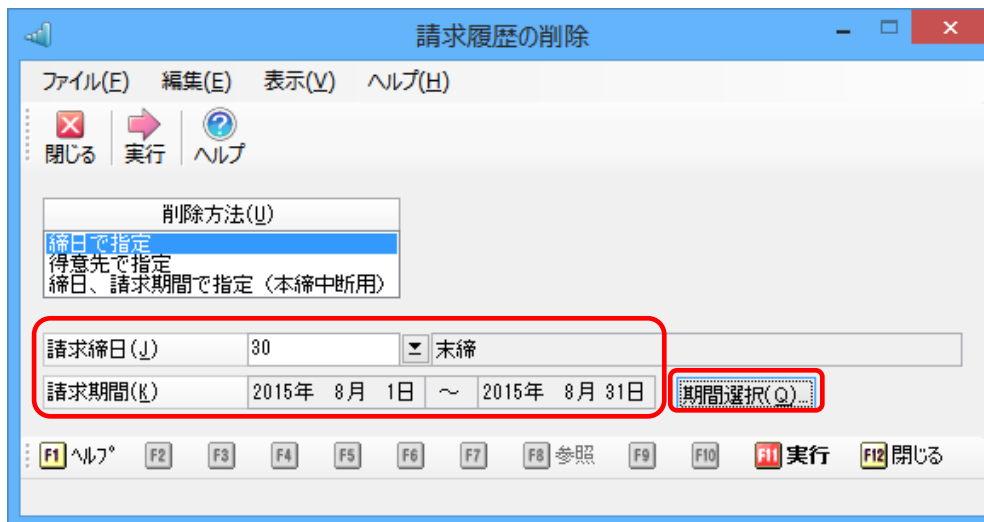 請求履歴の削除
ファイル(F) 編集(E) 表示(V) ヘルプ(H)
閉じる 実行 ヘルプ
削除方法(U)
締日で指定
得意先で指定
締日、請求期間で指定（本締中断用）
請求締日(J) 30 末締
請求期間(K) 2015年 8月 1日 ～ 2015年 8月 31日 期間選択(Q)...
F1 ヘルプ F2 F3 F4 F5 F6 F7 F8 参照 F9 F10 F11 実行 F12 閉じる